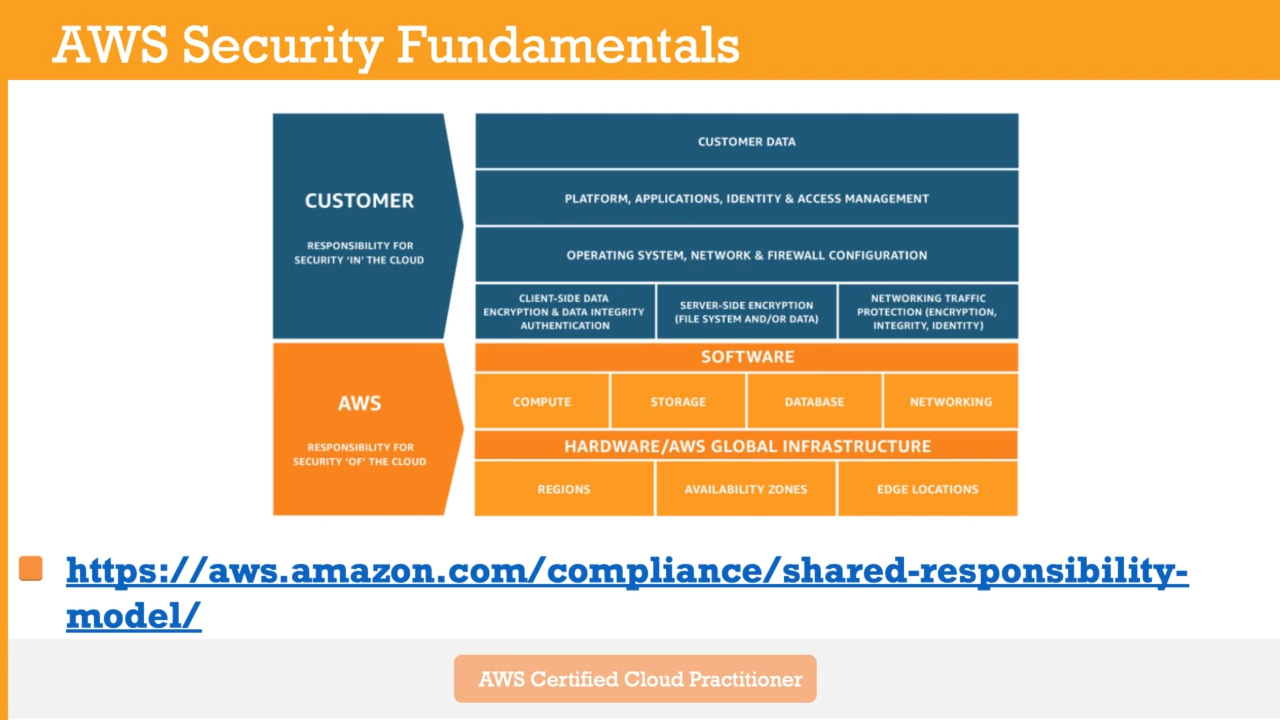 AWS Security Fundamentals
CUSTOMER
RESPONSIBILITY FOR
SECURITY 'IN' THE CLOUD
CUSTOMER DATA
PLATFORM, APPLICATIONS, IDENTITY & ACCESS MANAGEMENT
OPERATING SYSTEM, NETWORK & FIREWALL CONFIGURATION
CLIENT-SIDE DATA
ENCRYPTION & DATA INTEGRITY
AUTHENTICATION
SERVER-SIDE ENCRYPTION
(FILE SYSTEM AND/OR DATA)
NETWORKING TRAFFIC
PROTECTION (ENCRYPTION,
INTEGRITY, IDENTITY)
AWS
RESPONSIBILITY FOR
SECURITY 'OF' THE CLOUD
SOFTWARE
COMPUTE
STORAGE
DATABASE
NETWORKING
HARDWARE/AWS GLOBAL INFRASTRUCTURE
REGIONS
AVAILABILITY ZONES
EDGE LOCATIONS
https://aws.amazon.com/compliance/shared-responsibility-
model/
AWS Certified Cloud Practitioner